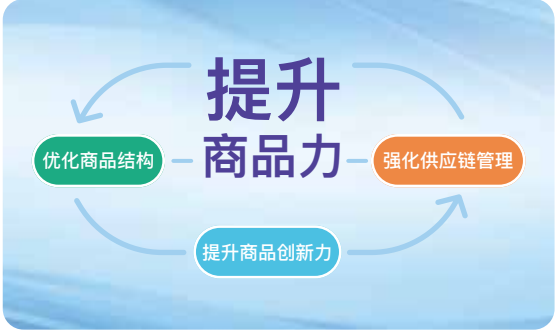 提升
商品力
优化商品结构
强化供应链管理
提升商品创新力